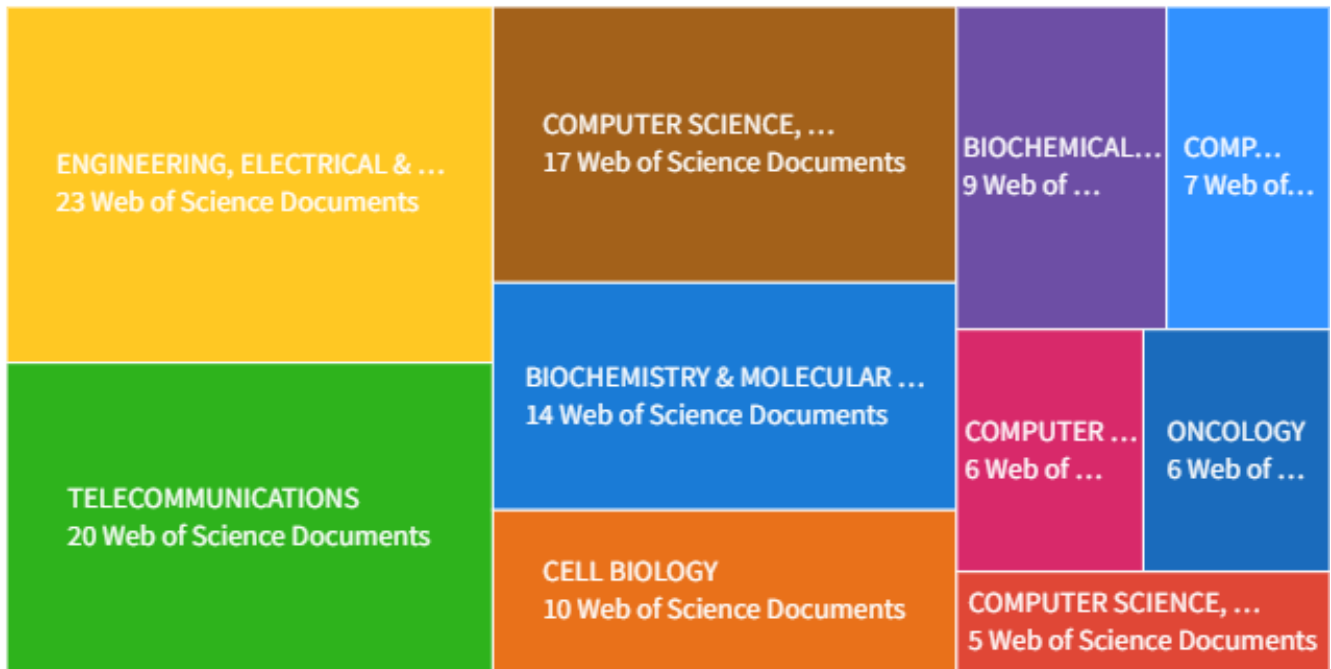 ENGINEERING, ELECTRICAL & ...
23 Web of Science Documents
TELECOMMUNICATIONS
20 Web of Science Documents
COMPUTER SCIENCE, ...
17 Web of Science Documents
BIOCHEMISTRY & MOLECULAR ...
14 Web of Science Documents
CELL BIOLOGY
10 Web of Science Documents
BIOCHEMICAL...
9 Web of ...
COMP...
7 Web of...
COMPUTER ...
6 Web of ...
ONCOLOGY
6 Web of ...
COMPUTER SCIENCE, ...
5 Web of Science Documents